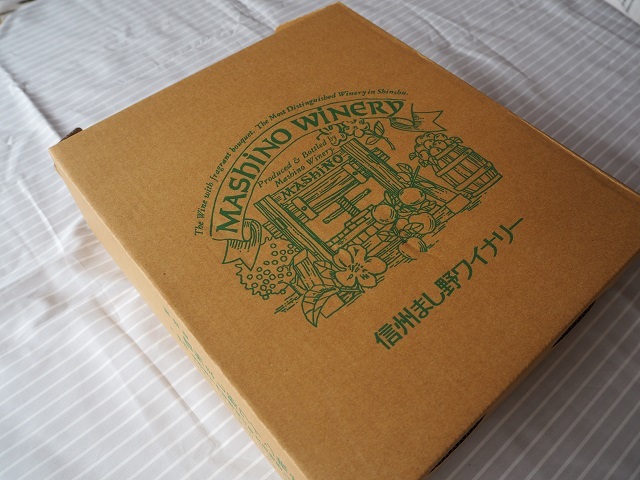 The Wine with fragrant bouquet. The Most Distinguished Winery in Shinshu.
MASHINO WINERY
Produced & Bottled by
Mashino Winery
MASHINO
信州まし野ワイナリー